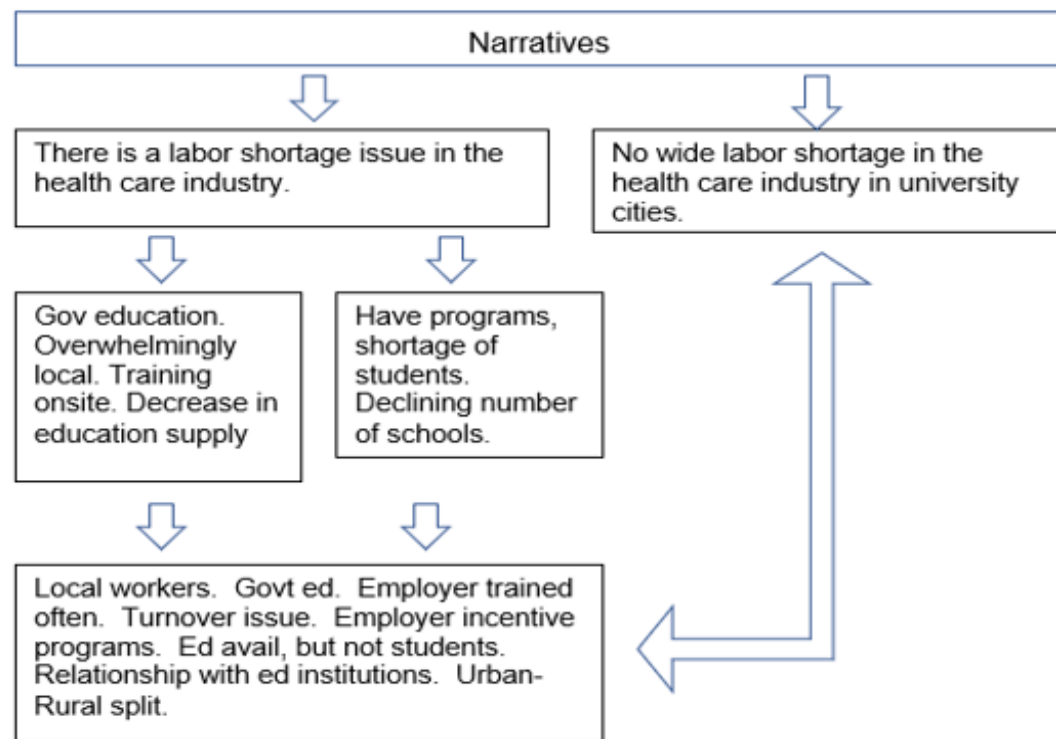 Narratives
There is a labor shortage issue in the
health care industry.
No wide labor shortage in the
health care industry in university
cities.
Gov education.
Overwhelmingly
local. Training
onsite. Decrease in
education supply
Have programs,
shortage of
students.
Declining number
of schools.
Local workers.  Govt ed.  Employer trained
often.  Turnover issue.  Employer incentive
programs.  Ed avail, but not students.
Relationship with ed institutions.  Urban-
Rural split.